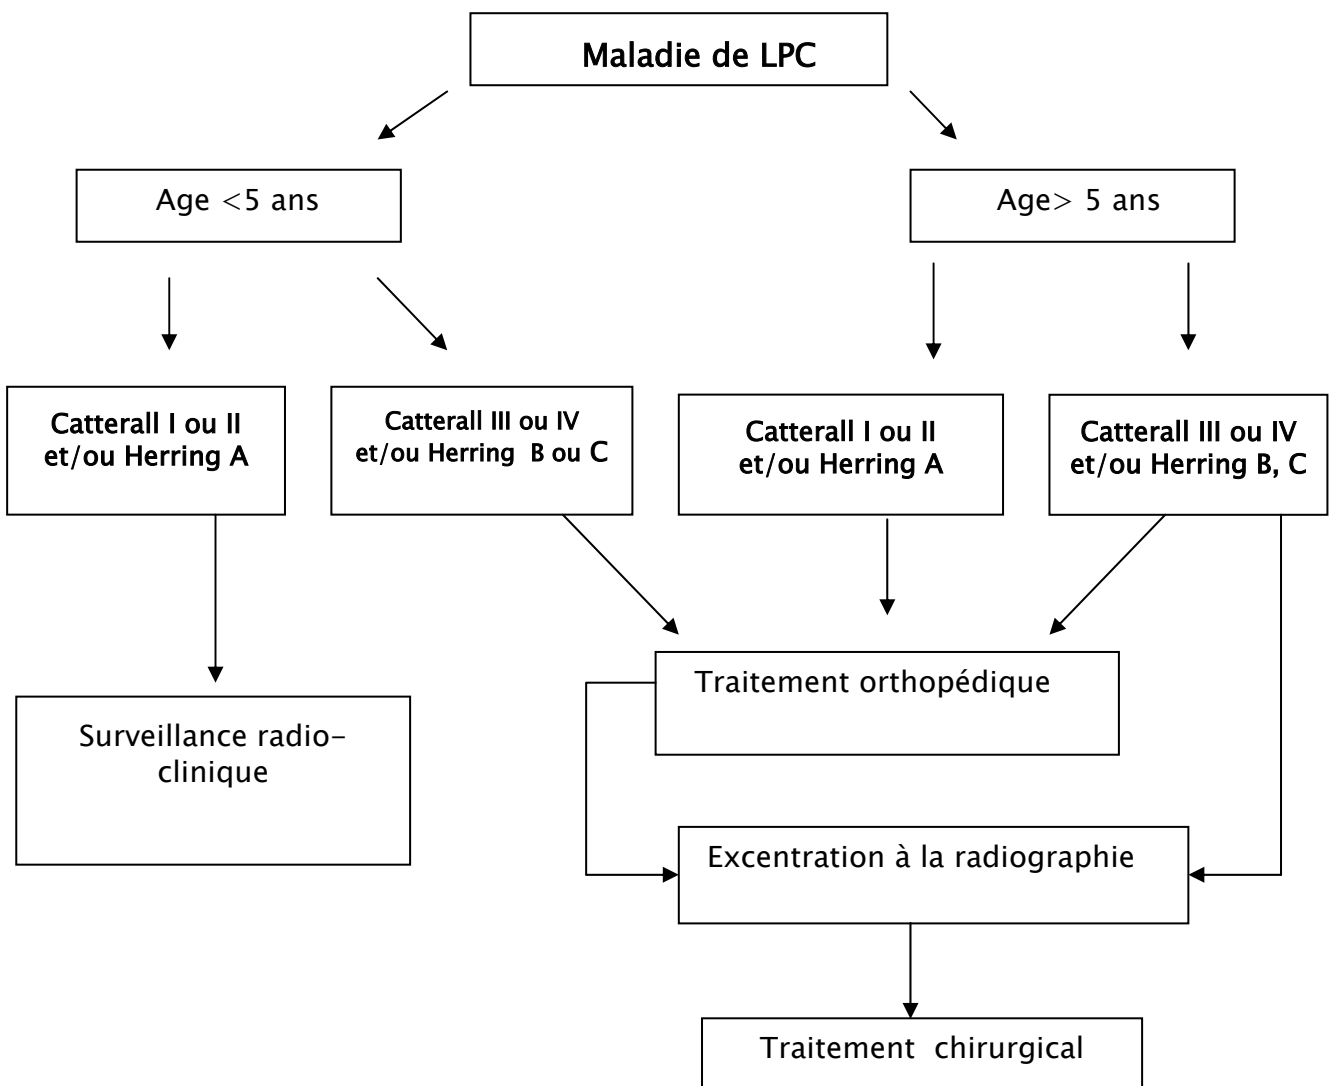 Maladie de LPC
Age <5 ans
Age> 5 ans
Catterall I ou II
et/ou Herring A
Catterall III ou IV
et/ou Herring B ou C
Catterall I ou II
et/ou Herring A
Catterall III ou IV
et/ou Herring B, C
Traitement orthopédique
Surveillance radio-
clinique
Excentration à la radiographie
Traitement chirurgical